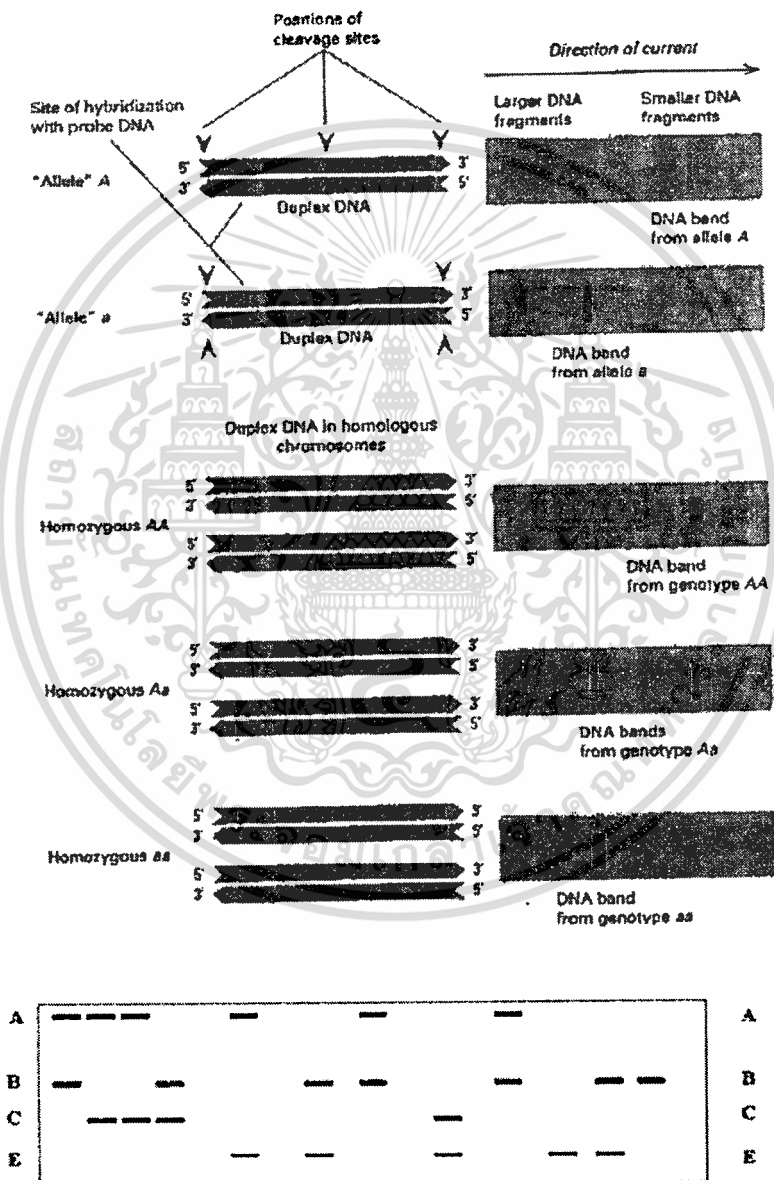 Positions of
cleavage sites
Direction of current
Site of hybridization
with probe DNA
Larger DNA
fragments
Smaller DNA
fragments
"Allele" A
5' 3'
3' 5'
Duplex DNA
DNA band
from allele A
"Allele" a
5' 3'
3' 5'
Duplex DNA
DNA band
from allele a
Duplex DNA in homologous
chromosomes
Homozygous AA
5' 3'
3' 5'
5' 3'
3' 5'
DNA band
from genotype AA
Homozygous Aa
5' 3'
3' 5'
5' 3'
3' 5'
DNA bands
from genotype Aa
Homozygous aa
5' 3'
3' 5'
5' 3'
3' 5'
DNA band
from genotype aa
A A
B B
C C
E E